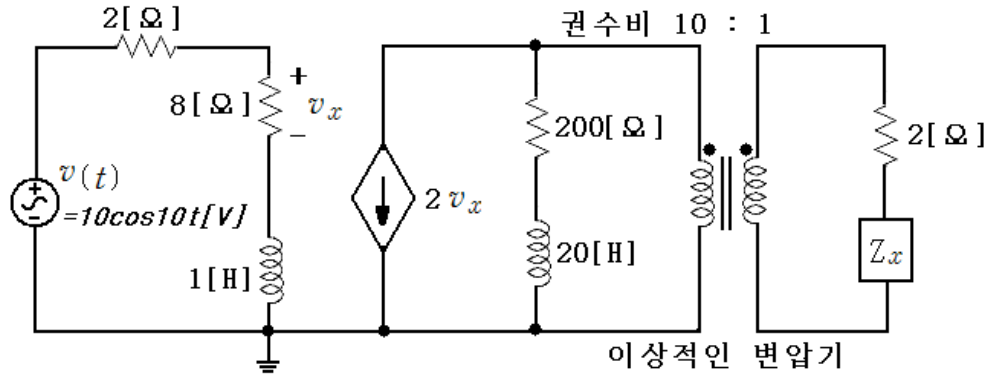 2[Ω]
권수비 10 : 1
8[Ω]
+
v_x
−
200[Ω]
2[Ω]
v(t)
=10cos10t[V]
2v_x
1[H]
20[H]
Z_x
이상적인 변압기